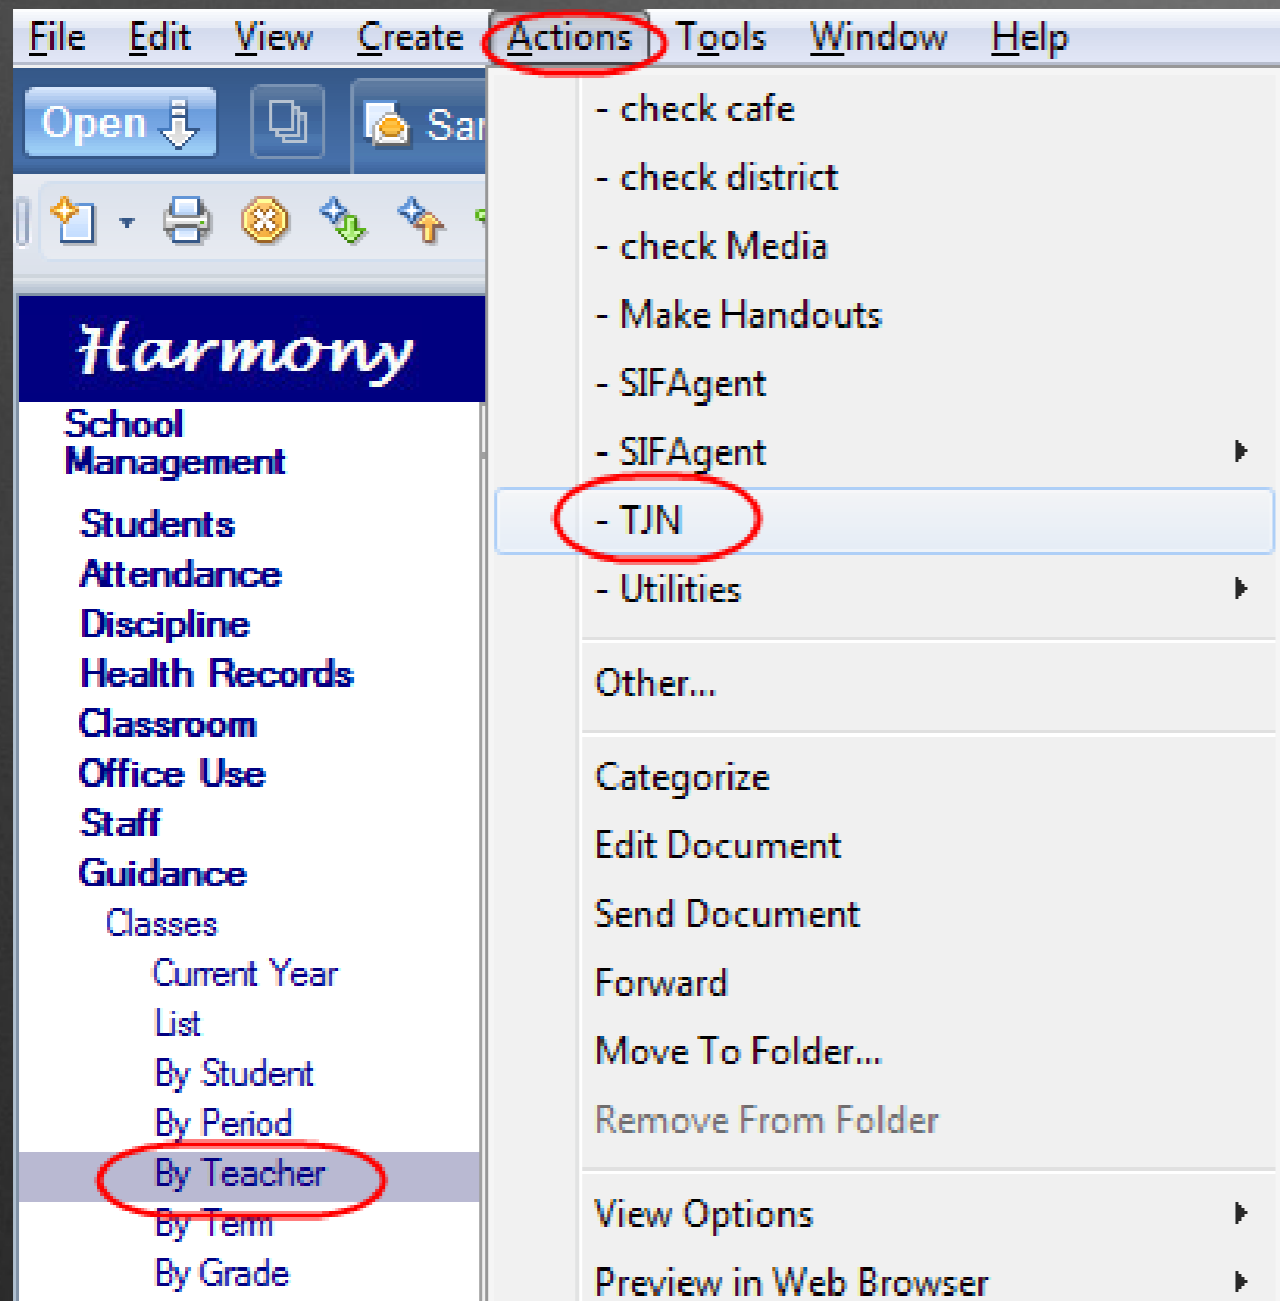 File Edit View Create Actions Tools Window Help
Open
Harmony
School
Management
Students
Attendance
Discipline
Health Records
Classroom
Office Use
Staff
Guidance
Classes
Current Year
List
By Student
By Period
By Teacher
By Term
By Grade
- check cafe
- check district
- check Media
- Make Handouts
- SIFAgent
- SIFAgent
- TJN
- Utilities
Other...
Categorize
Edit Document
Send Document
Forward
Move To Folder...
Remove From Folder
View Options
Preview in Web Browser